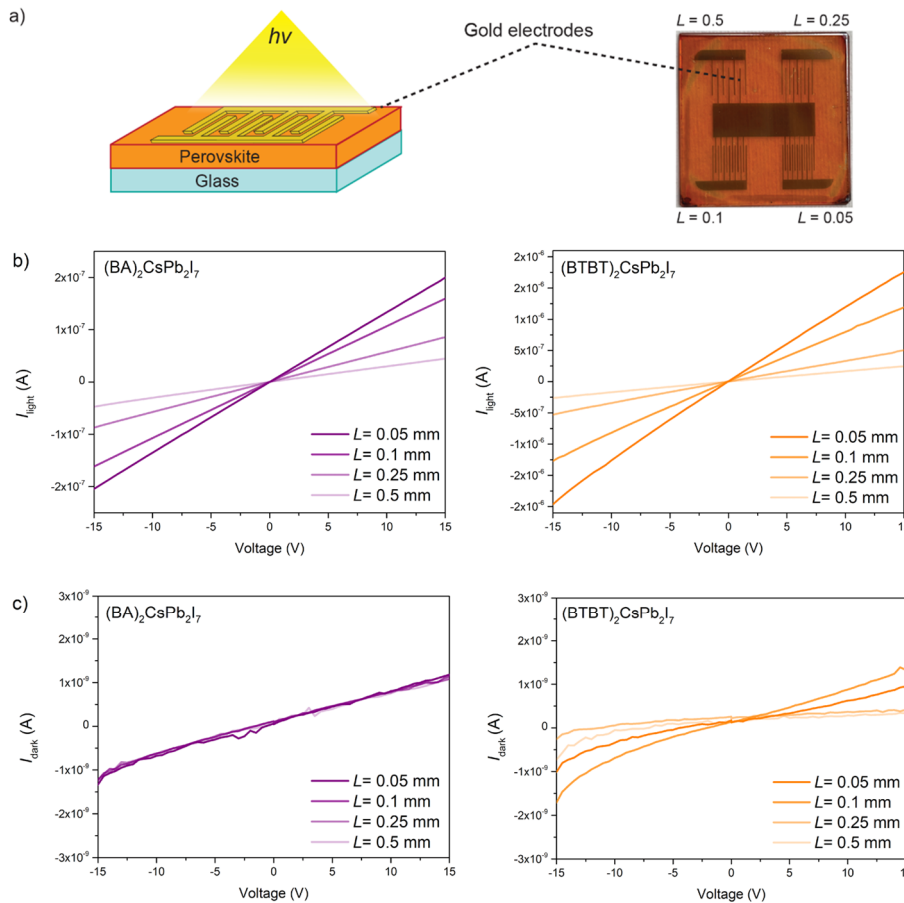 a)
hv
Gold electrodes
L = 0.5
L = 0.25
Perovskite
Glass
L = 0.1
L = 0.05
b)
(BA)₂CsPb₂I₇
2x10⁻⁷
1x10⁻⁷
0
-1x10⁻⁷
-2x10⁻⁷
I_light (A)
L= 0.05 mm
L= 0.1 mm
L= 0.25 mm
L= 0.5 mm
-15 -10 -5 0 5 10 15
Voltage (V)
(BTBT)₂CsPb₂I₇
2x10⁻⁶
2x10⁻⁶
1x10⁻⁶
5x10⁻⁷
0
-5x10⁻⁷
-1x10⁻⁶
-2x10⁻⁶
-2x10⁻⁶
I_light (A)
L= 0.05 mm
L= 0.1 mm
L= 0.25 mm
L= 0.5 mm
-15 -10 -5 0 5 10 15
Voltage (V)
c)
(BA)₂CsPb₂I₇
3x10⁻⁹
2x10⁻⁹
1x10⁻⁹
0
-1x10⁻⁹
-2x10⁻⁹
-3x10⁻⁹
I_dark (A)
L= 0.05 mm
L= 0.1 mm
L= 0.25 mm
L= 0.5 mm
-15 -10 -5 0 5 10 15
Voltage (V)
(BTBT)₂CsPb₂I₇
3x10⁻⁹
2x10⁻⁹
1x10⁻⁹
0
-1x10⁻⁹
-2x10⁻⁹
-3x10⁻⁹
I_dark (A)
L= 0.05 mm
L= 0.1 mm
L= 0.25 mm
L= 0.5 mm
-15 -10 -5 0 5 10 15
Voltage (V)